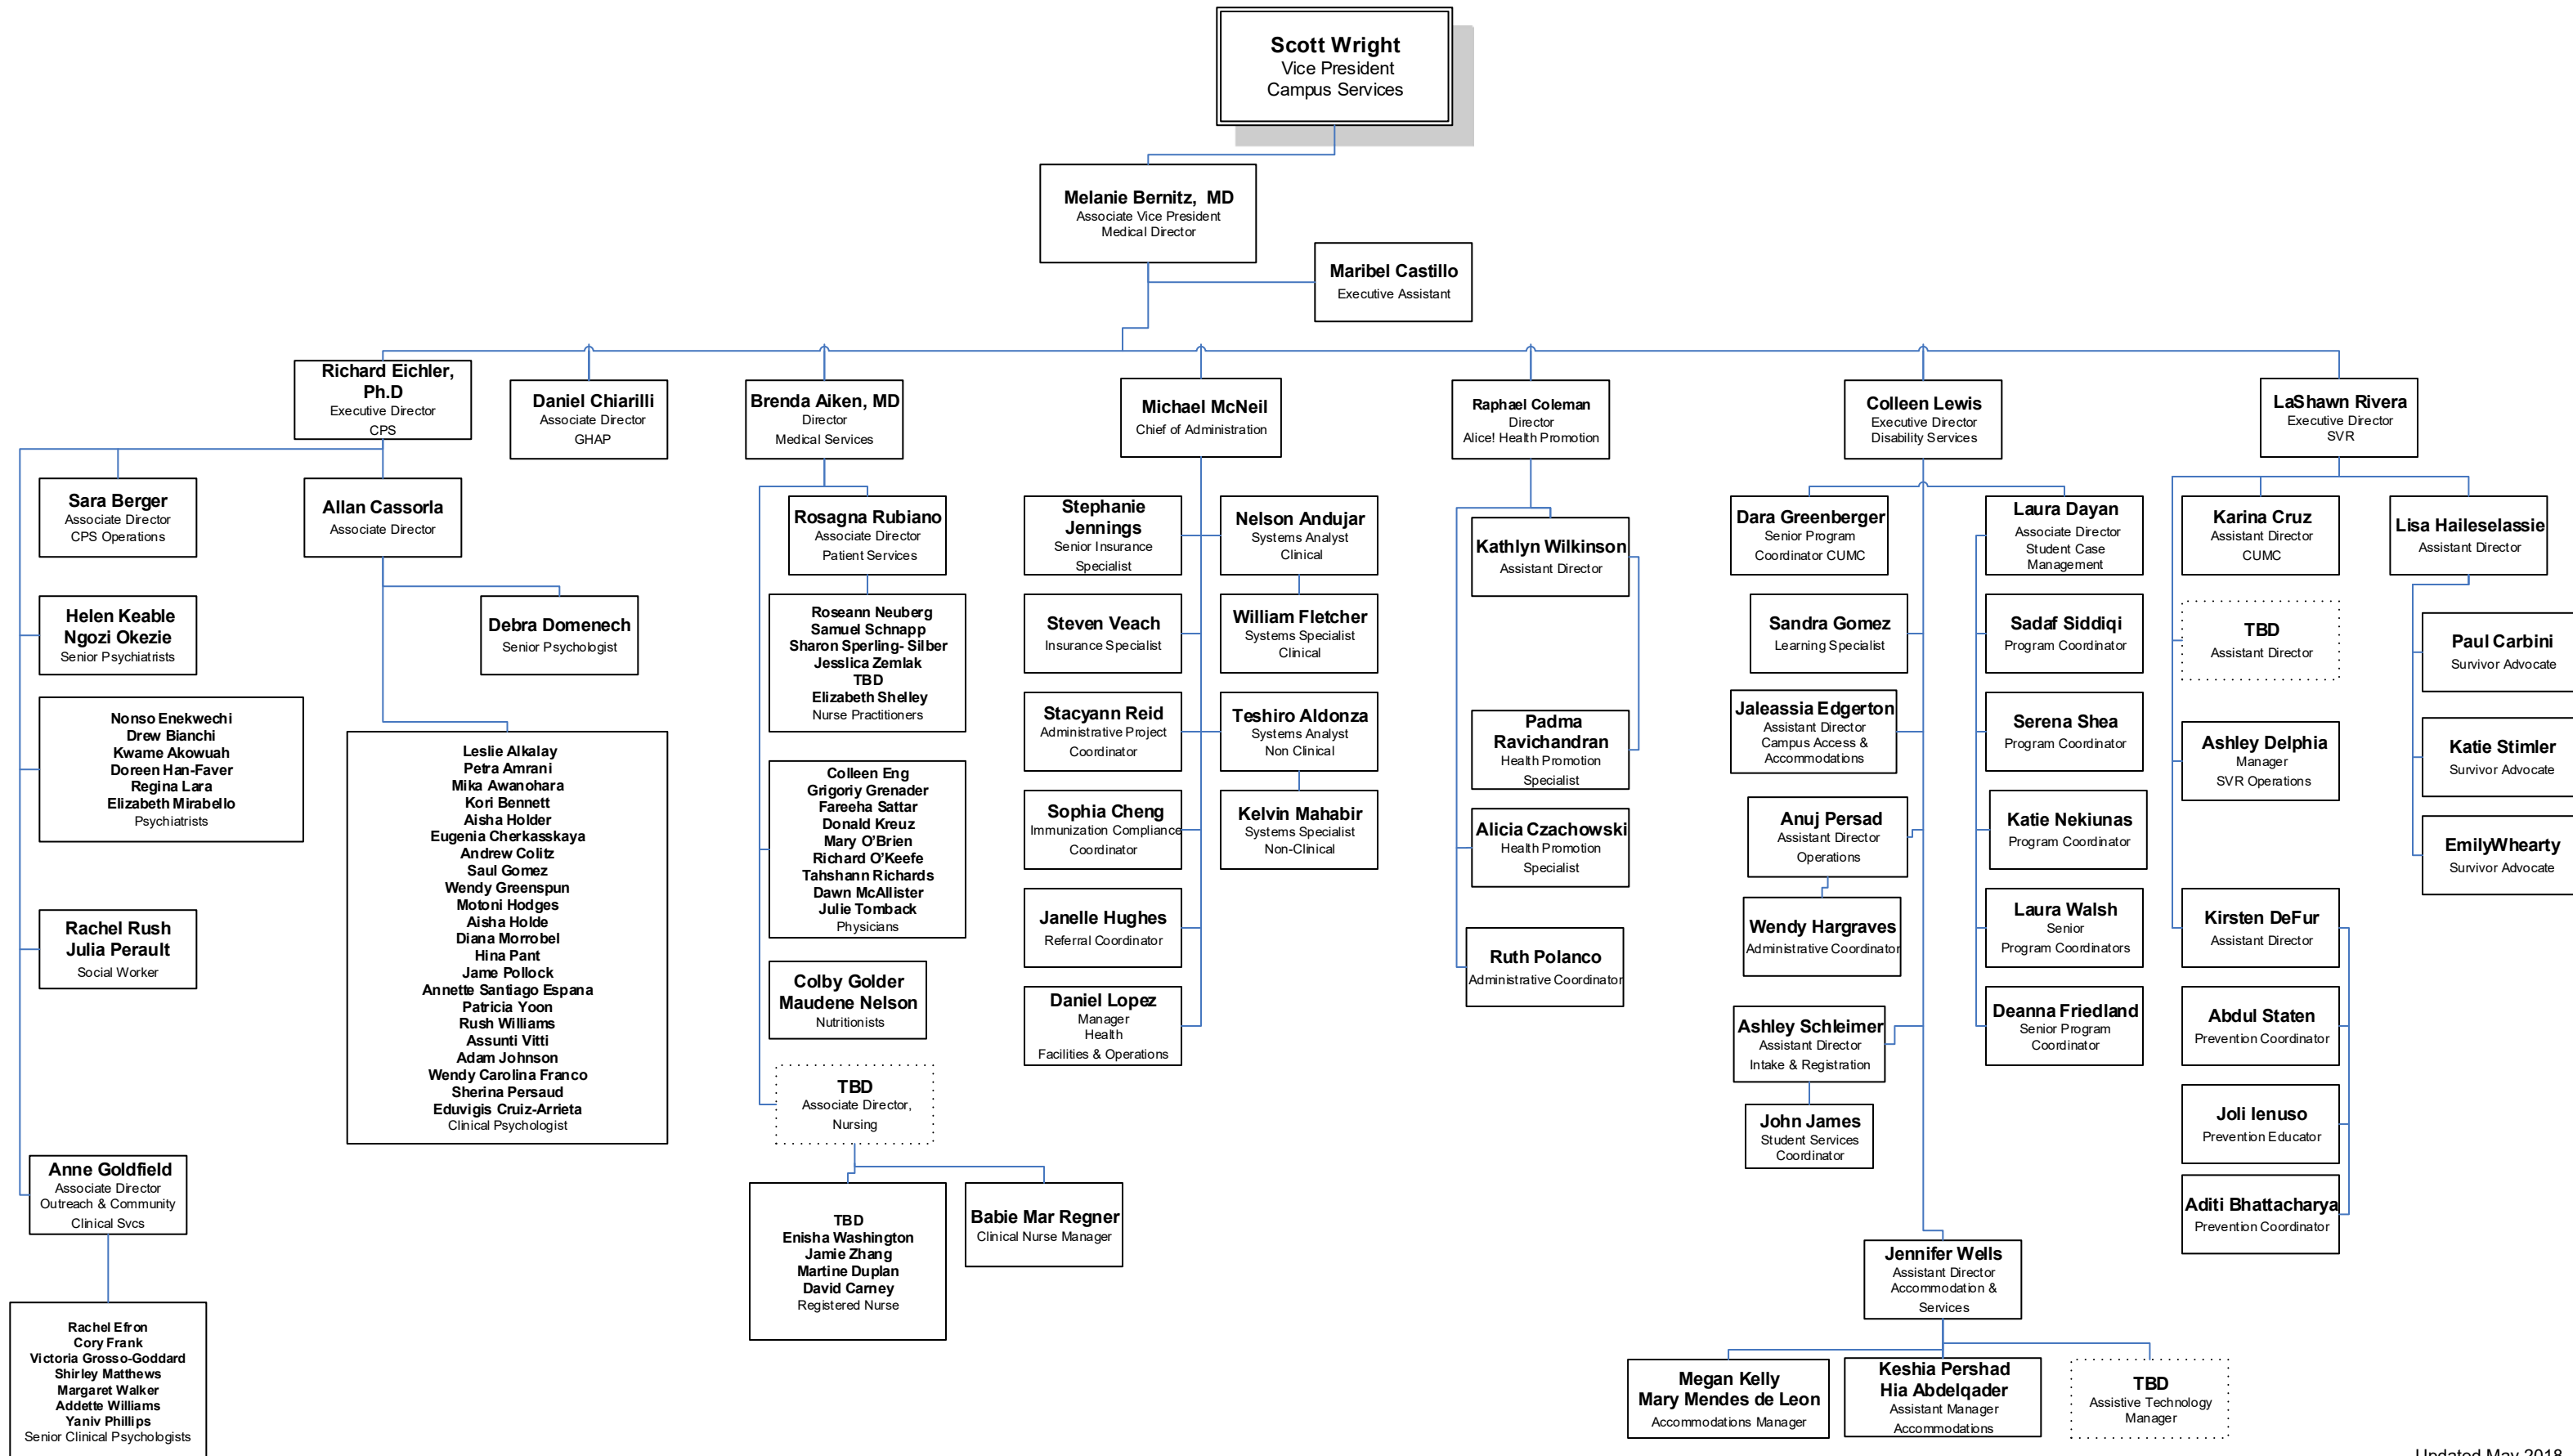 Scott Wright
Vice President
Campus Services
Melanie Bernitz, MD
Associate Vice President
Medical Director
Maribel Castillo
Executive Assistant
Richard Eichler,
Ph.D
Executive Director
CPS
Daniel Chiarilli
Associate Director
GHAP
Brenda Aiken, MD
Director
Medical Services
Michael McNeil
Chief of Administration
Raphael Coleman
Director
Alice! Health Promotion
Colleen Lewis
Executive Director
Disability Services
LaShawn Rivera
Executive Director
SVR
Sara Berger
Associate Director
CPS Operations
Helen Keable
Ngozi Okezie
Senior Psychiatrists
Nonso Enekwechi
Drew Bianchi
Kwame Akowuah
Doreen Han-Faver
Regina Lara
Elizabeth Mirabello
Psychiatrists
Rachel Rush
Julia Perault
Social Worker
Anne Goldfield
Associate Director
Outreach & Community
Clinical Svcs
Rachel Efron
Cory Frank
Victoria Grosso-Goddard
Shirley Matthews
Margaret Walker
Addette Williams
Yaniv Phillips
Senior Clinical Psychologists
Allan Cassorla
Associate Director
Debra Domenech
Senior Psychologist
Leslie Alkalay
Petra Amrani
Mika Awanohara
Kori Bennett
Aisha Holder
Eugenia Cherkasskaya
Andrew Colitz
Saul Gomez
Wendy Greenspun
Motoni Hodges
Aisha Holde
Diana Morrobel
Hina Pant
Jame Pollock
Annette Santiago Espana
Patricia Yoon
Rush Williams
Assunti Vitti
Adam Johnson
Wendy Carolina Franco
Sherina Persaud
Eduvigis Cruiz-Arrieta
Clinical Psychologist
Rosagna Rubiano
Associate Director
Patient Services
Roseann Neuberg
Samuel Schnapp
Sharon Sperling- Silber
Jesslica Zemlak
TBD
Elizabeth Shelley
Nurse Practitioners
Colleen Eng
Grigoriy Grenader
Fareeha Sattar
Donald Kreuz
Mary O'Brien
Richard O'Keefe
Tahshann Richards
Dawn McAllister
Julie Tomback
Physicians
Colby Golder
Maudene Nelson
Nutritionists
TBD
Associate Director,
Nursing
TBD
Enisha Washington
Jamie Zhang
Martine Duplan
David Carney
Registered Nurse
Babie Mar Regner
Clinical Nurse Manager
Stephanie
Jennings
Senior Insurance
Specialist
Steven Veach
Insurance Specialist
Stacyann Reid
Administrative Project
Coordinator
Sophia Cheng
Immunization Compliance
Coordinator
Janelle Hughes
Referral Coordinator
Daniel Lopez
Manager
Health
Facilities & Operations
Nelson Andujar
Systems Analyst
Clinical
William Fletcher
Systems Specialist
Clinical
Teshiro Aldonza
Systems Analyst
Non Clinical
Kelvin Mahabir
Systems Specialist
Non-Clinical
Kathlyn Wilkinson
Assistant Director
Padma
Ravichandran
Health Promotion
Specialist
Alicia Czachowski
Health Promotion
Specialist
Ruth Polanco
Administrative Coordinator
Dara Greenberger
Senior Program
Coordinator CUMC
Sandra Gomez
Learning Specialist
Jaleassia Edgerton
Assistant Director
Campus Access &
Accommodations
Anuj Persad
Assistant Director
Operations
Wendy Hargraves
Administrative Coordinator
Ashley Schleimer
Assistant Director
Intake & Registration
John James
Student Services
Coordinator
Laura Dayan
Associate Director
Student Case
Management
Sadaf Siddiqi
Program Coordinator
Serena Shea
Program Coordinator
Katie Nekiunas
Program Coordinator
Laura Walsh
Senior
Program Coordinators
Deanna Friedland
Senior Program
Coordinator
Jennifer Wells
Assistant Director
Accommodation &
Services
Megan Kelly
Mary Mendes de Leon
Accommodations Manager
Keshia Pershad
Hia Abdelqader
Assistant Manager
Accommodations
TBD
Assistive Technology
Manager
Karina Cruz
Assistant Director
CUMC
TBD
Assistant Director
Ashley Delphia
Manager
SVR Operations
Kirsten DeFur
Assistant Director
Abdul Staten
Prevention Coordinator
Joli Ienuso
Prevention Educator
Aditi Bhattacharya
Prevention Coordinator
Lisa Haileselassie
Assistant Director
Paul Carbini
Survivor Advocate
Katie Stimler
Survivor Advocate
EmilyWhearty
Survivor Advocate
Updated May 2018